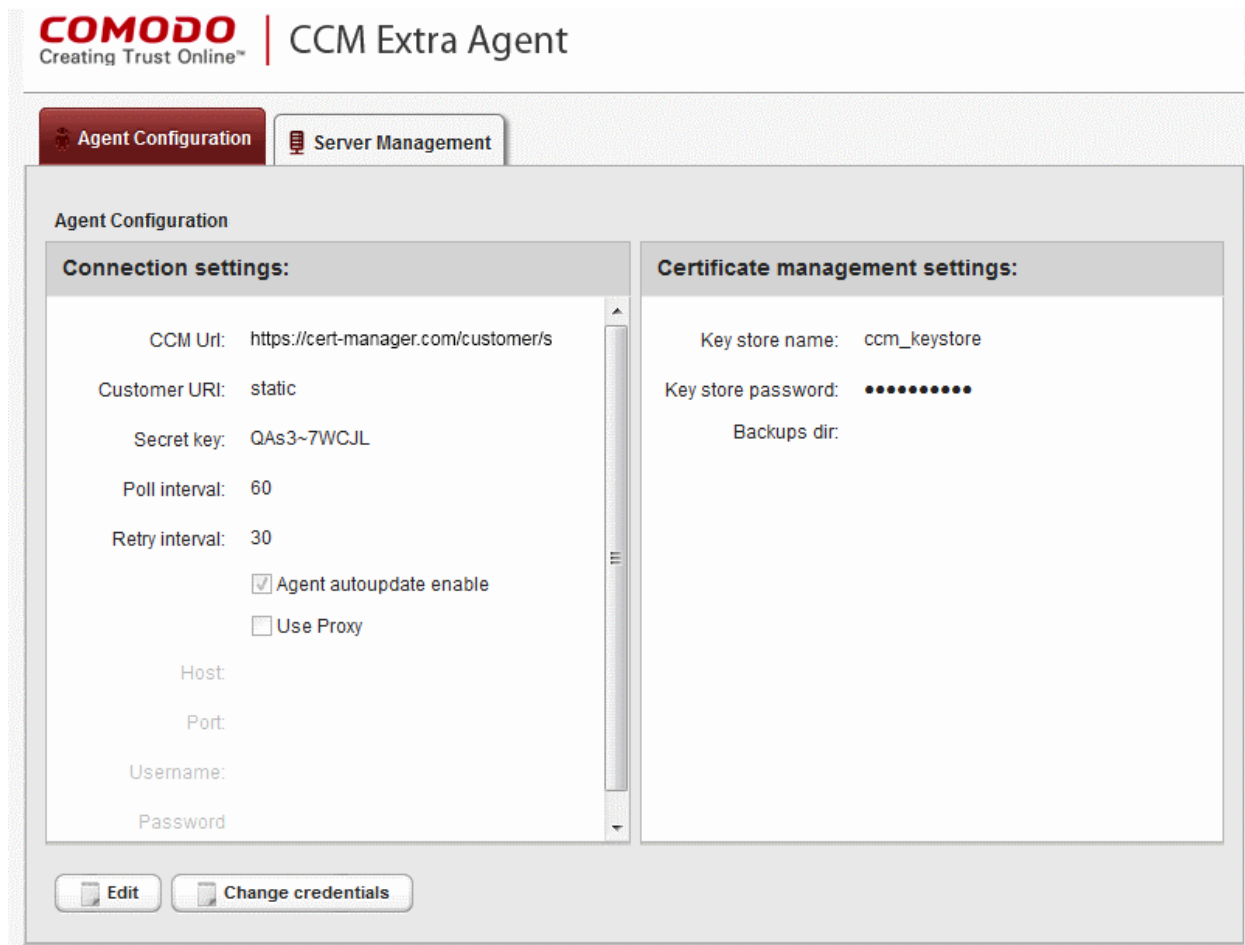 COMODO
Creating Trust Online™
CCM Extra Agent
Agent Configuration
Server Management
Agent Configuration
Connection settings:
CCM Url: https://cert-manager.com/customer/s
Customer URI: static
Secret key: QAs3~7WCJL
Poll interval: 60
Retry interval: 30
Agent autoupdate enable
Use Proxy
Host:
Port:
Username:
Password
Certificate management settings:
Key store name: ccm_keystore
Key store password: ●●●●●●●●●●
Backups dir:
Edit
Change credentials